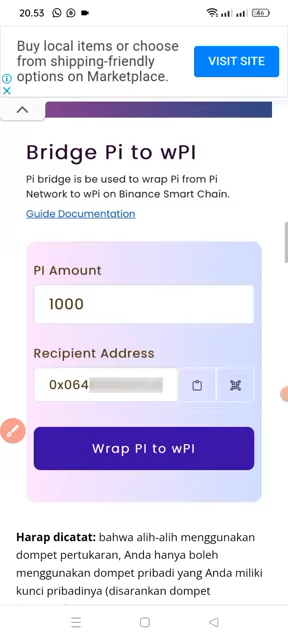 20.53
46
Buy local items or choose
from shipping-friendly
options on Marketplace.
VISIT SITE
Bridge Pi to wPI
Pi bridge is be used to wrap Pi from Pi
Network to wPi on Binance Smart Chain.
Guide Documentation
PI Amount
1000
Recipient Address
0x064
Wrap PI to wPI
Harap dicatat: bahwa alih-alih menggunakan
dompet pertukaran, Anda hanya boleh
menggunakan dompet pribadi yang Anda miliki
kunci pribadinya (disarankan dompet